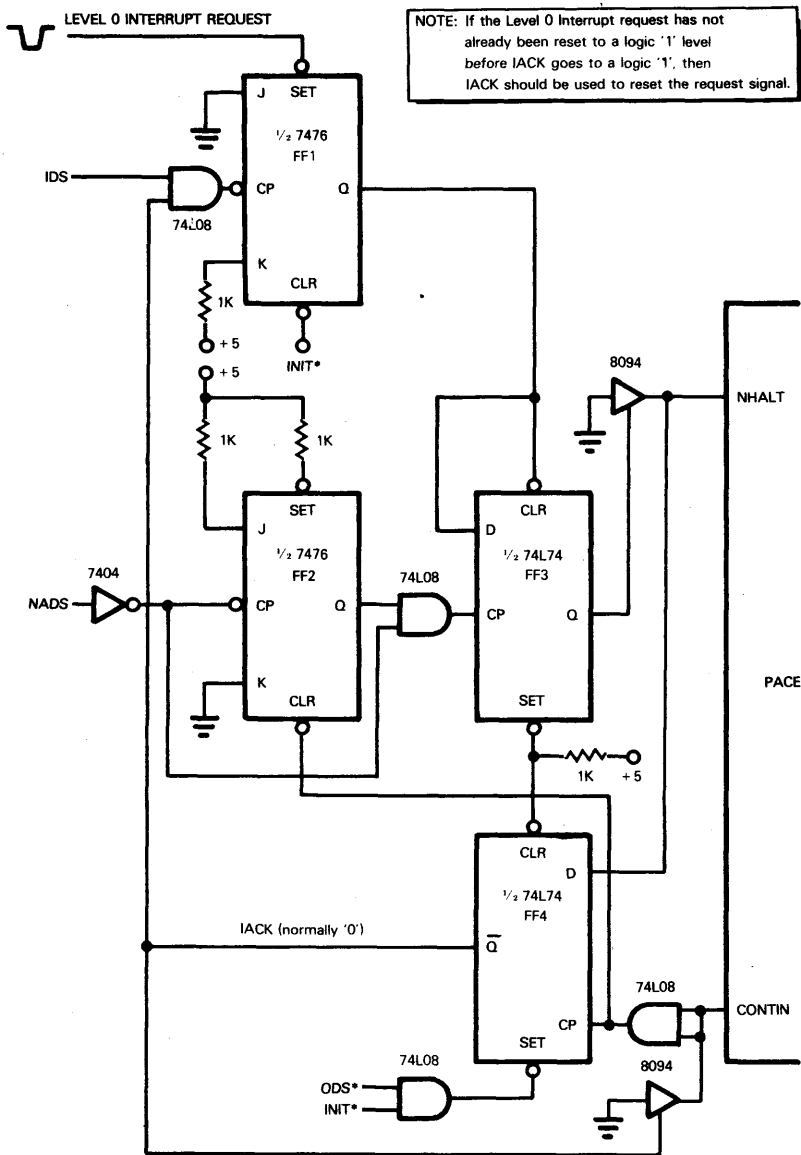 LEVEL 0 INTERRUPT REQUEST
NOTE: If the Level 0 Interrupt request has not
already been reset to a logic '1' level
before IACK goes to a logic '1', then
IACK should be used to reset the request signal.
J
SET
½ 7476
FF1
IDS
CP
Q
74L08
K
CLR
1K
+5
INIT*
+5
1K
1K
8094
NHALT
SET
J
½ 7476
FF2
CLR
D
½ 74L74
FF3
7404
74L08
NADS
CP
Q
CP
Q
K
CLR
SET
PACE
1K
+5
CLR
D
½ 74L74
FF4
IACK (normally '0')
Q̅
74L08
CP
CONTIN
SET
74L08
8094
ODS*
INIT*